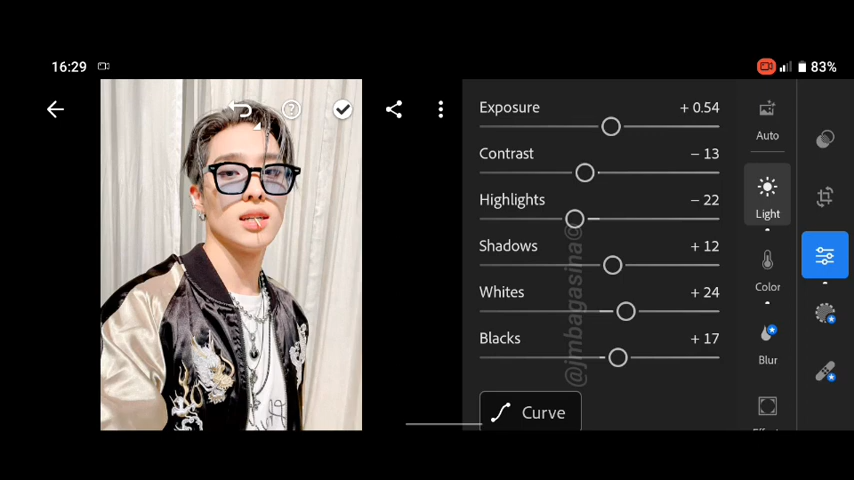 16:29
83%
Exposure + 0.54
Auto
Contrast − 13
Highlights − 22
Light
Shadows + 12
Color
Whites + 24
Blacks + 17
Blur
Curve
@jmbagasina©